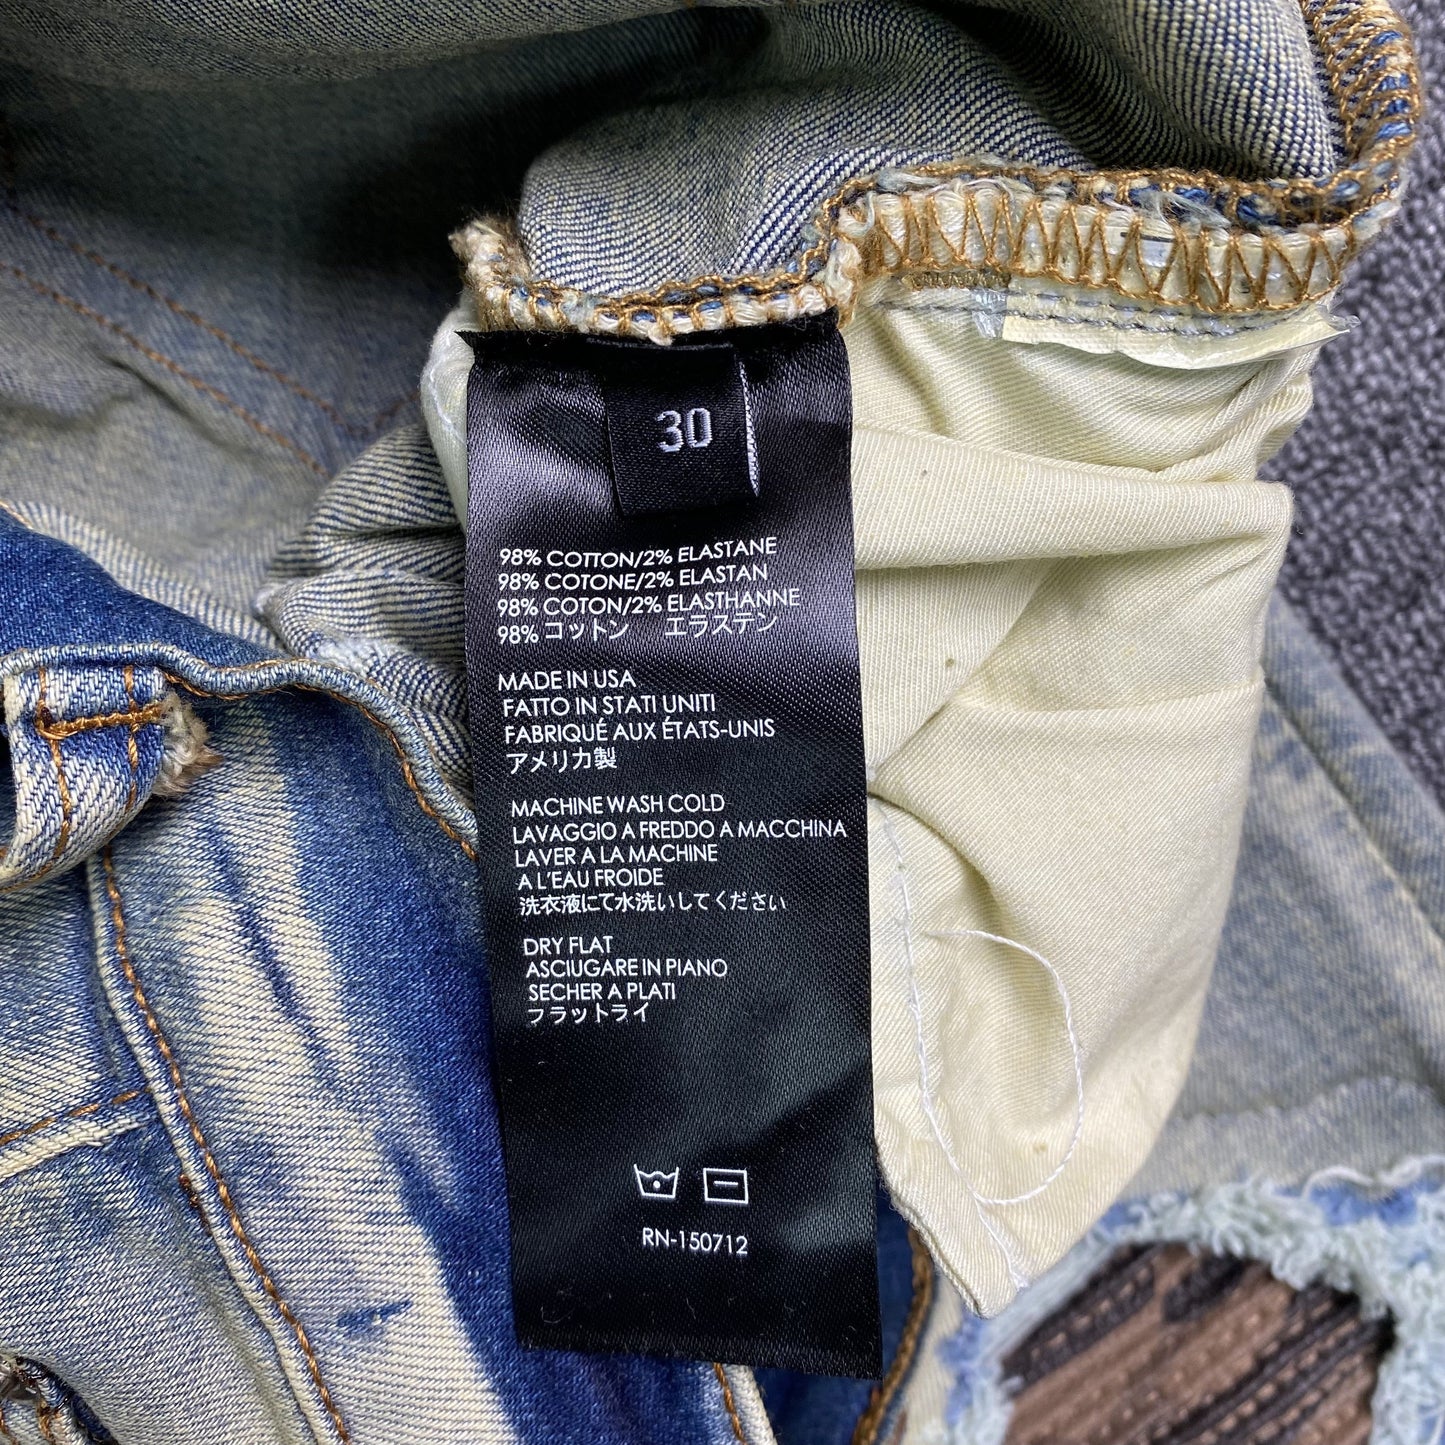 30
98% COTTON/2% ELASTANE
98% COTONE/2% ELASTAN
98% COTON/2% ELASTHANNE
98% コットン エラステン
MADE IN USA
FATTO IN STATI UNITI
FABRIQUÉ AUX ÉTATS-UNIS
アメリカ製
MACHINE WASH COLD
LAVAGGIO A FREDDO A MACCHINA
LAVER A LA MACHINE
A L'EAU FROIDE
洗衣液にて水洗いしてください
DRY FLAT
ASCIUGARE IN PIANO
SECHER A PLATI
フラットライ
RN-150712